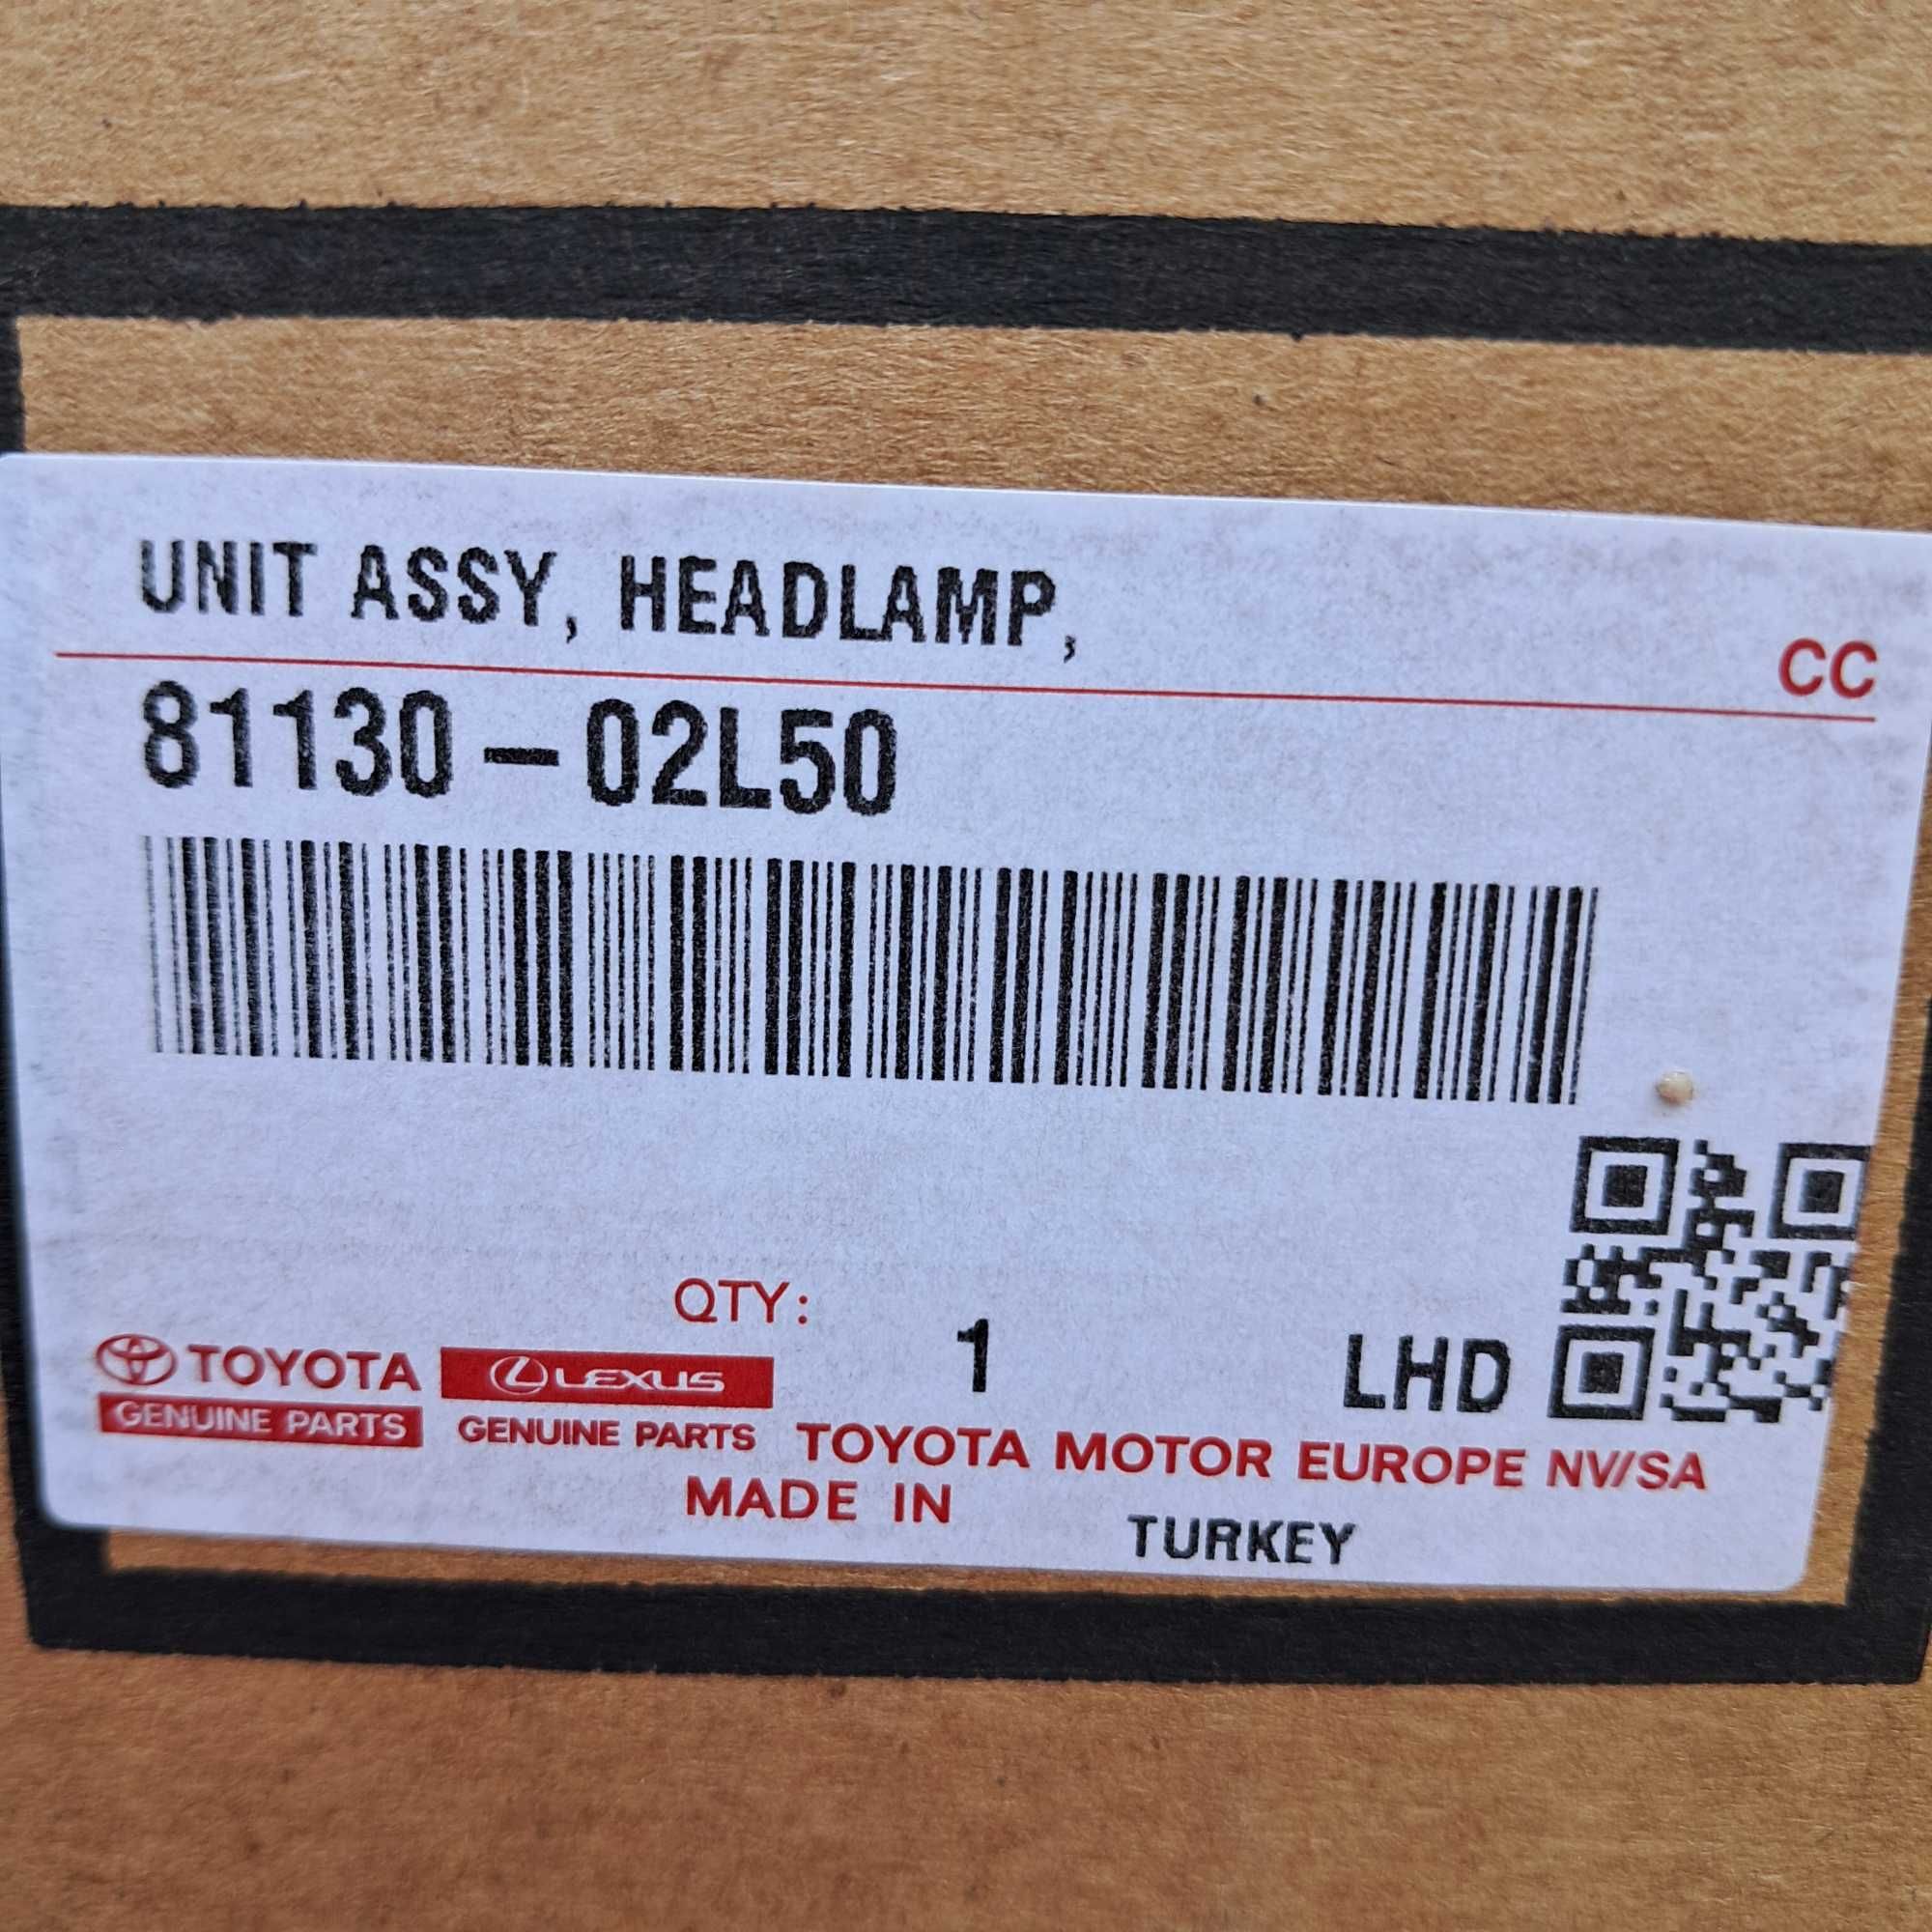 UNIT ASSY, HEADLAMP,
CC
81130-02L50
QTY: 1
LHD
TOYOTA
GENUINE PARTS
LEXUS
GENUINE PARTS
TOYOTA MOTOR EUROPE NV/SA
MADE IN TURKEY